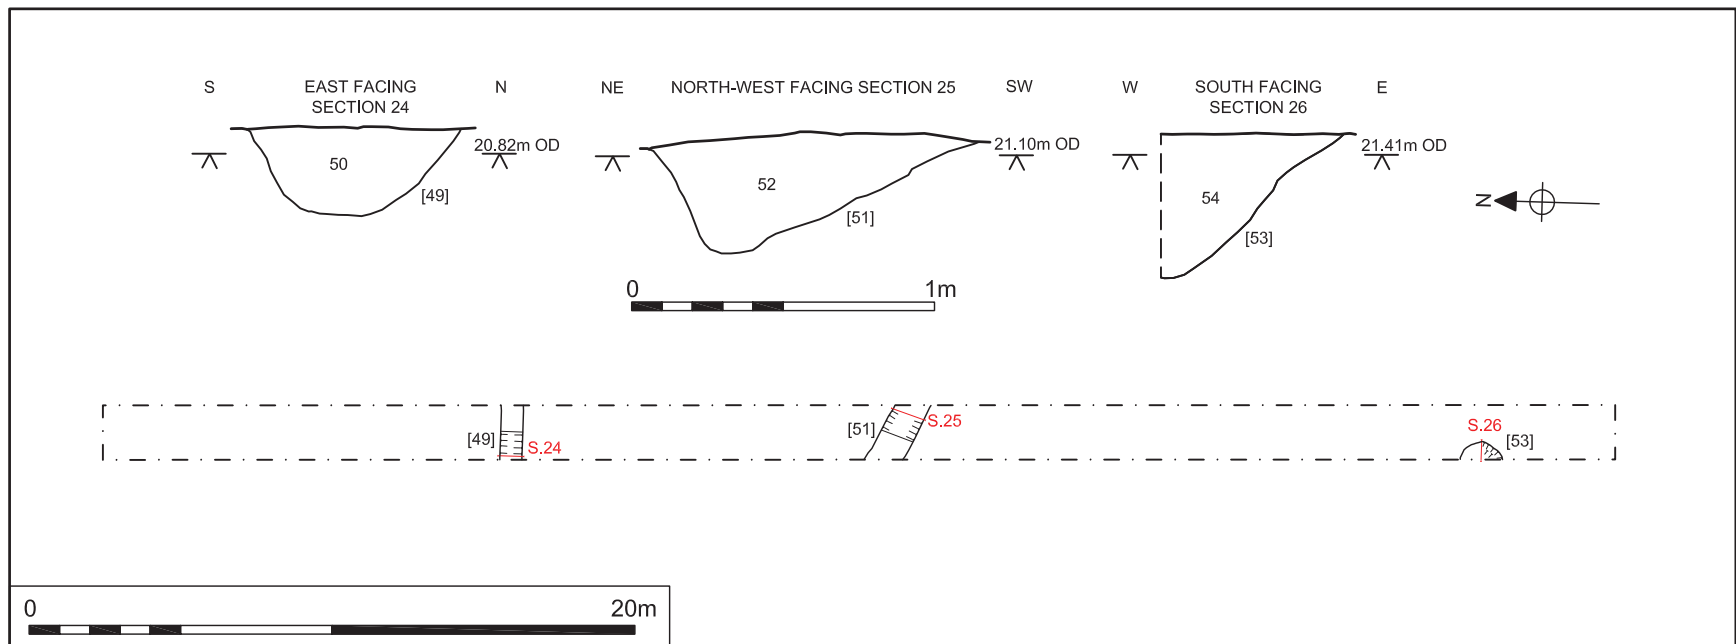 S EAST FACING N NE NORTH-WEST FACING SECTION 25 SW W SOUTH FACING E
SECTION 24 SECTION 26
20.82m OD 21.10m OD 21.41m OD
50 52 54
[49] [51] [53]
N
0 1m
[49] S.24 [51] S.25 S.26 [53]
0 20m